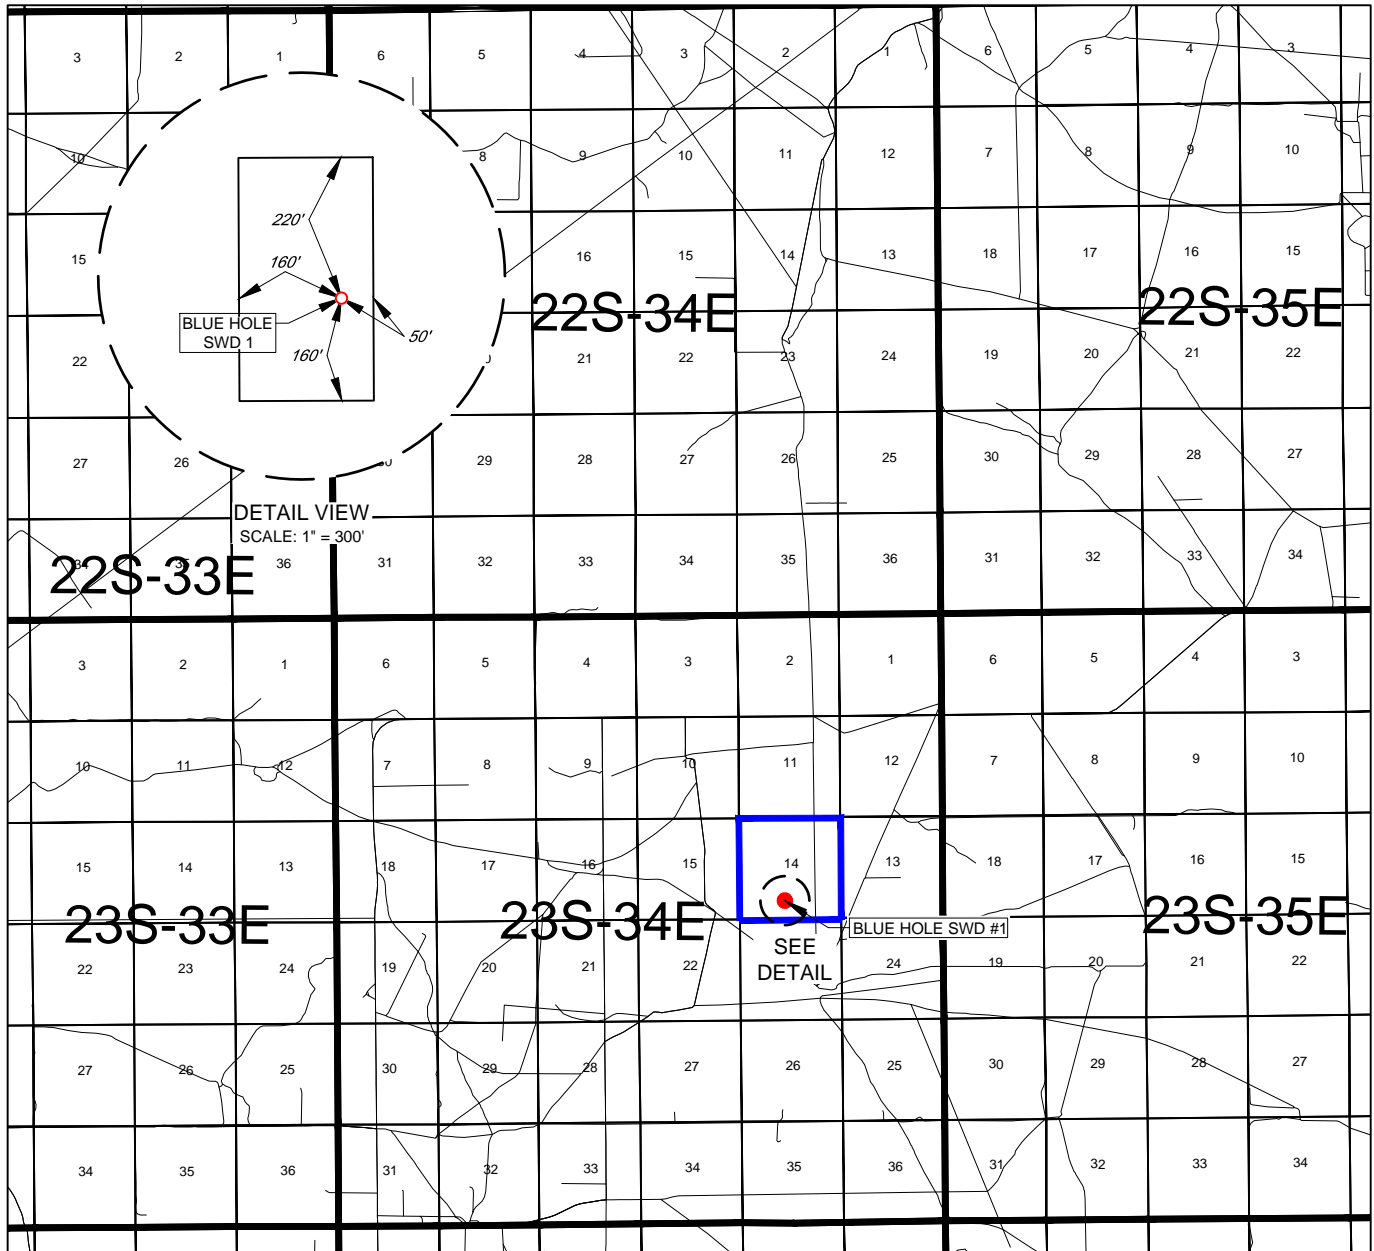 3 2 1 6 5 4 3 2 1 6 5 4 3
10 8 9 10 11 12 7 8 9 10
220'
15 16 15 14 13 18 17 16 15
160'
22S-34E 22S-35E
BLUE HOLE
SWD 1
50'
160'
22 21 22 23 24 19 20 21 22
27 26 29 28 27 26 25 30 29 28 27
DETAIL VIEW
SCALE: 1" = 300'
34 35 36 31 32 33 34 35 36 31 32 33 34
22S-33E
3 2 1 6 5 4 3 2 1 6 5 4 3
10 11 12 7 8 9 10 11 12 7 8 9 10
15 14 13 18 17 16 15 14 13 18 17 16 15
23S-33E 23S-34E 23S-35E
BLUE HOLE SWD #1
SEE
DETAIL
22 23 24 19 20 21 22 24 19 20 21 22
27 26 25 30 29 28 27 26 25 30 29 28 27
34 35 36 31 32 33 34 35 36 31 32 33 34